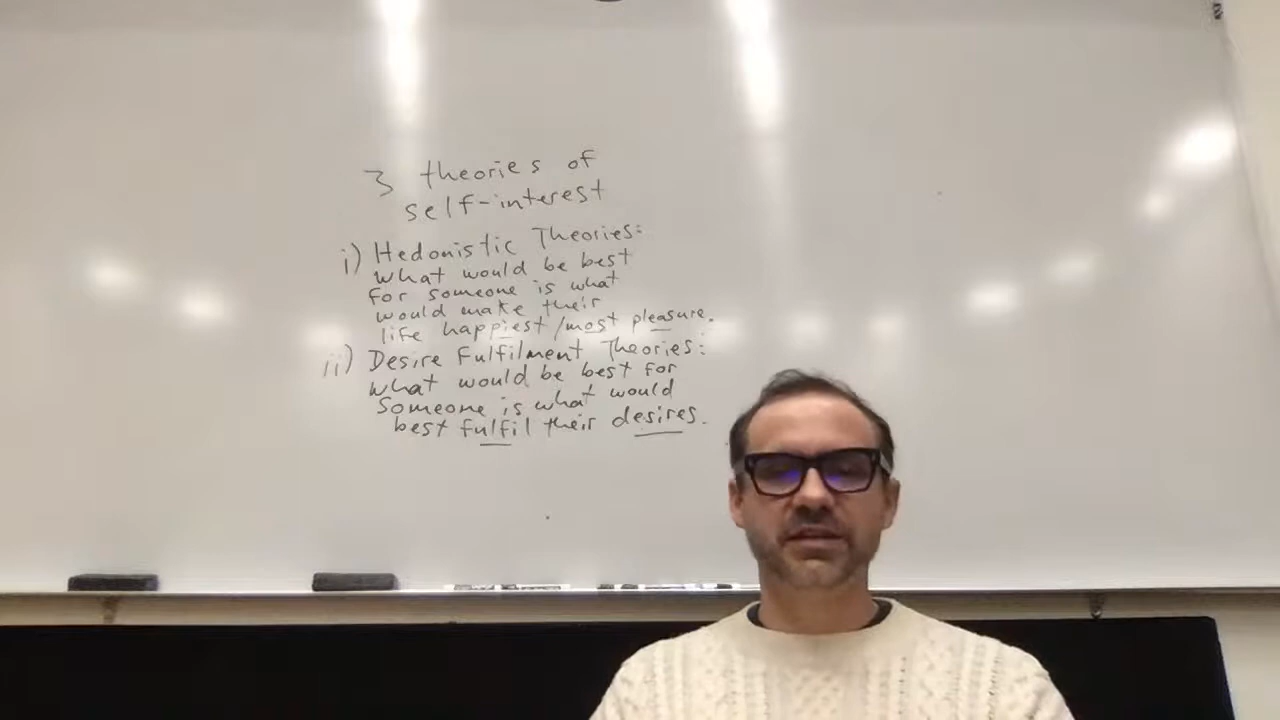 3 theories of
self-interest
i) Hedonistic Theories:
what would be best
for someone is what
would make their
life happiest/most pleasure.
ii) Desire Fulfilment Theories:
what would be best for
someone is what would
best fulfil their desires.